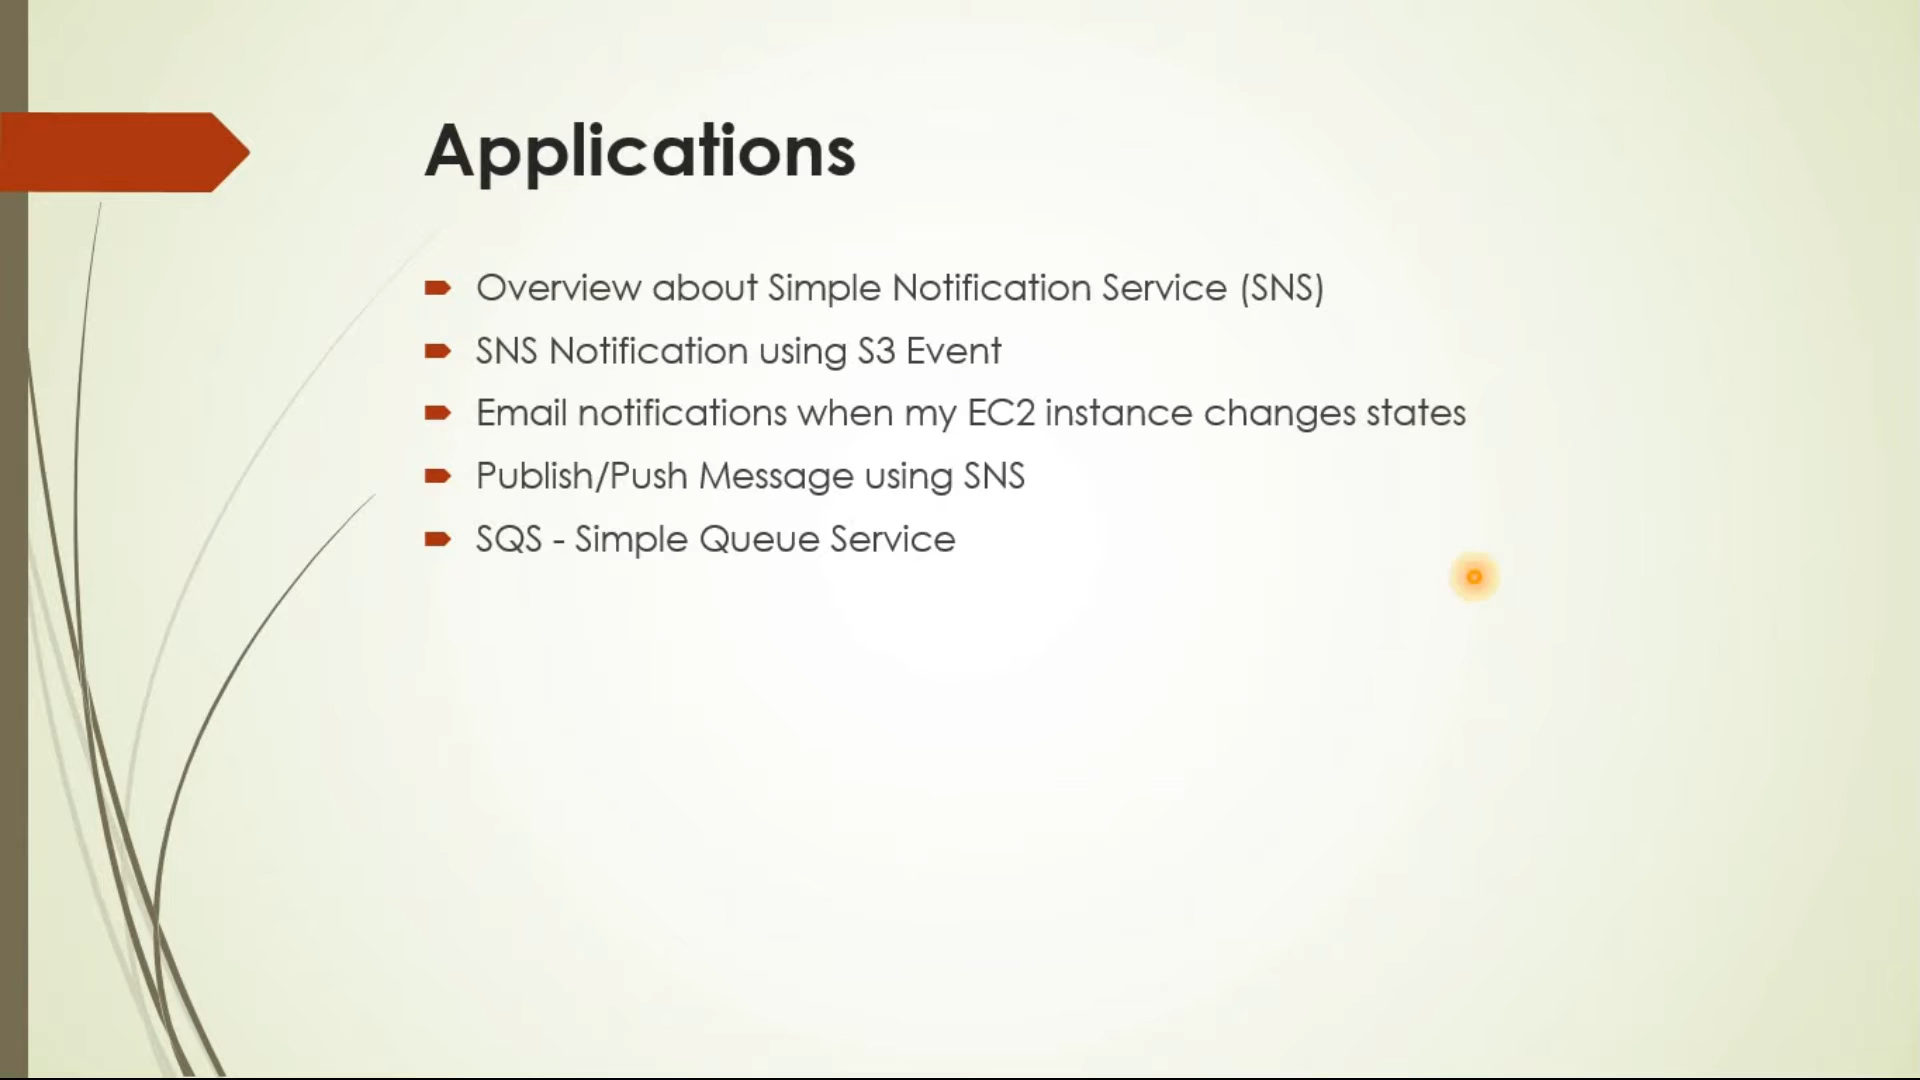 Applications
Overview about Simple Notification Service (SNS)
SNS Notification using S3 Event
Email notifications when my EC2 instance changes states
Publish/Push Message using SNS
SQS - Simple Queue Service